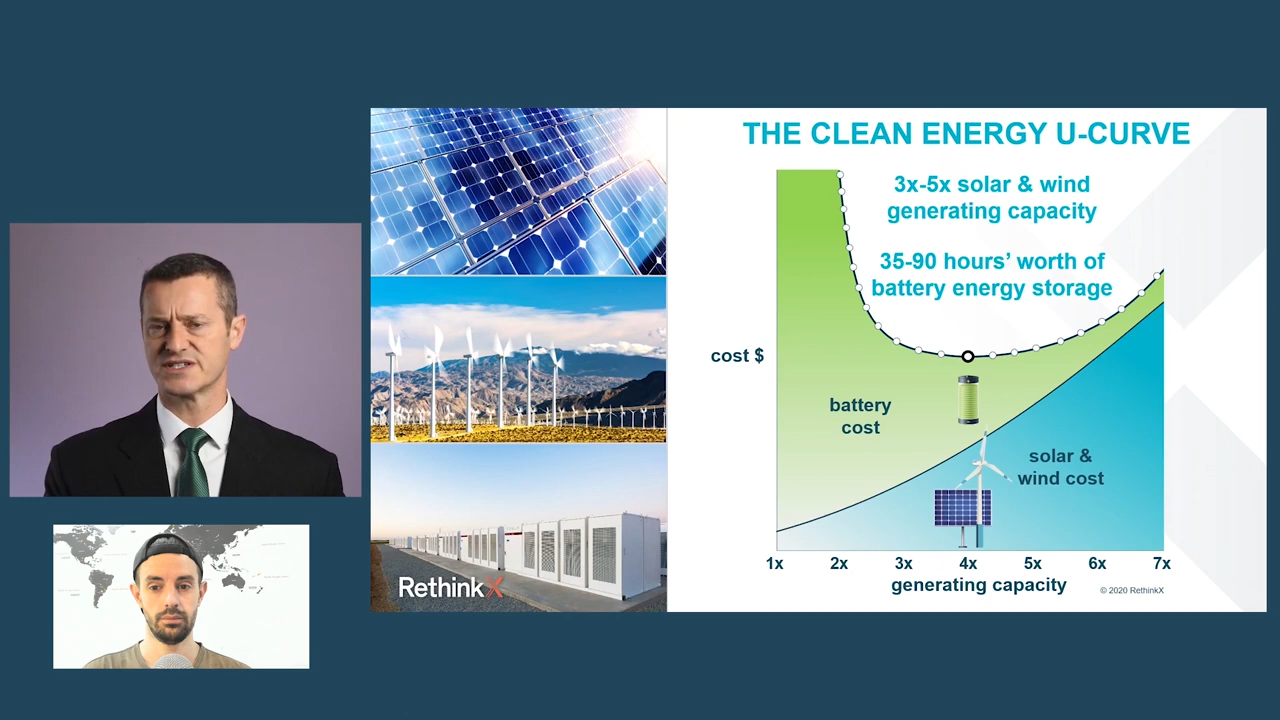 THE CLEAN ENERGY U-CURVE
3x-5x solar & wind
generating capacity
35-90 hours’ worth of
battery energy storage
cost $
battery
cost
solar &
wind cost
1x 2x 3x 4x 5x 6x 7x
generating capacity
© 2020 RethinkX
RethinkX